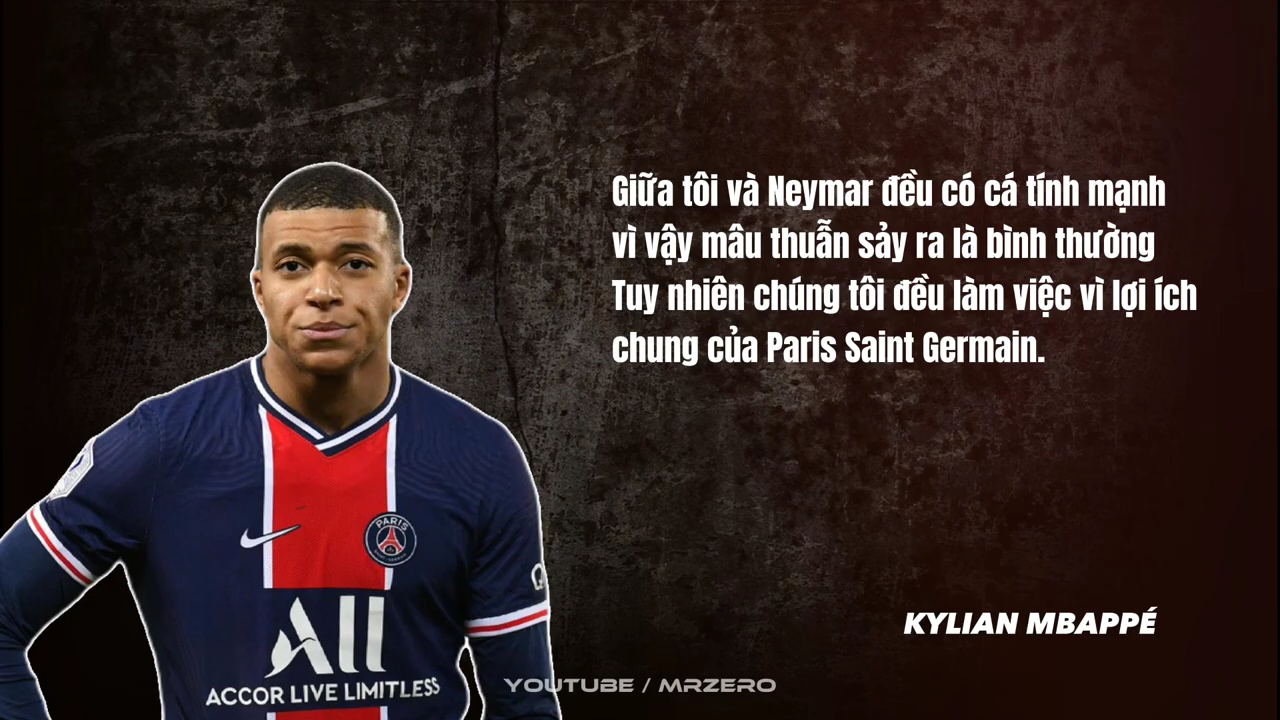 Giữa tôi và Neymar đều có cá tính mạnh
vì vậy mâu thuẫn sảy ra là bình thường
Tuy nhiên chúng tôi đều làm việc vì lợi ích
chung của Paris Saint Germain.
PARIS
SAINT-GERMAIN
All
ACCOR LIVE LIMITLESS
KYLIAN MBAPPÉ
YOUTUBE / MRZERO